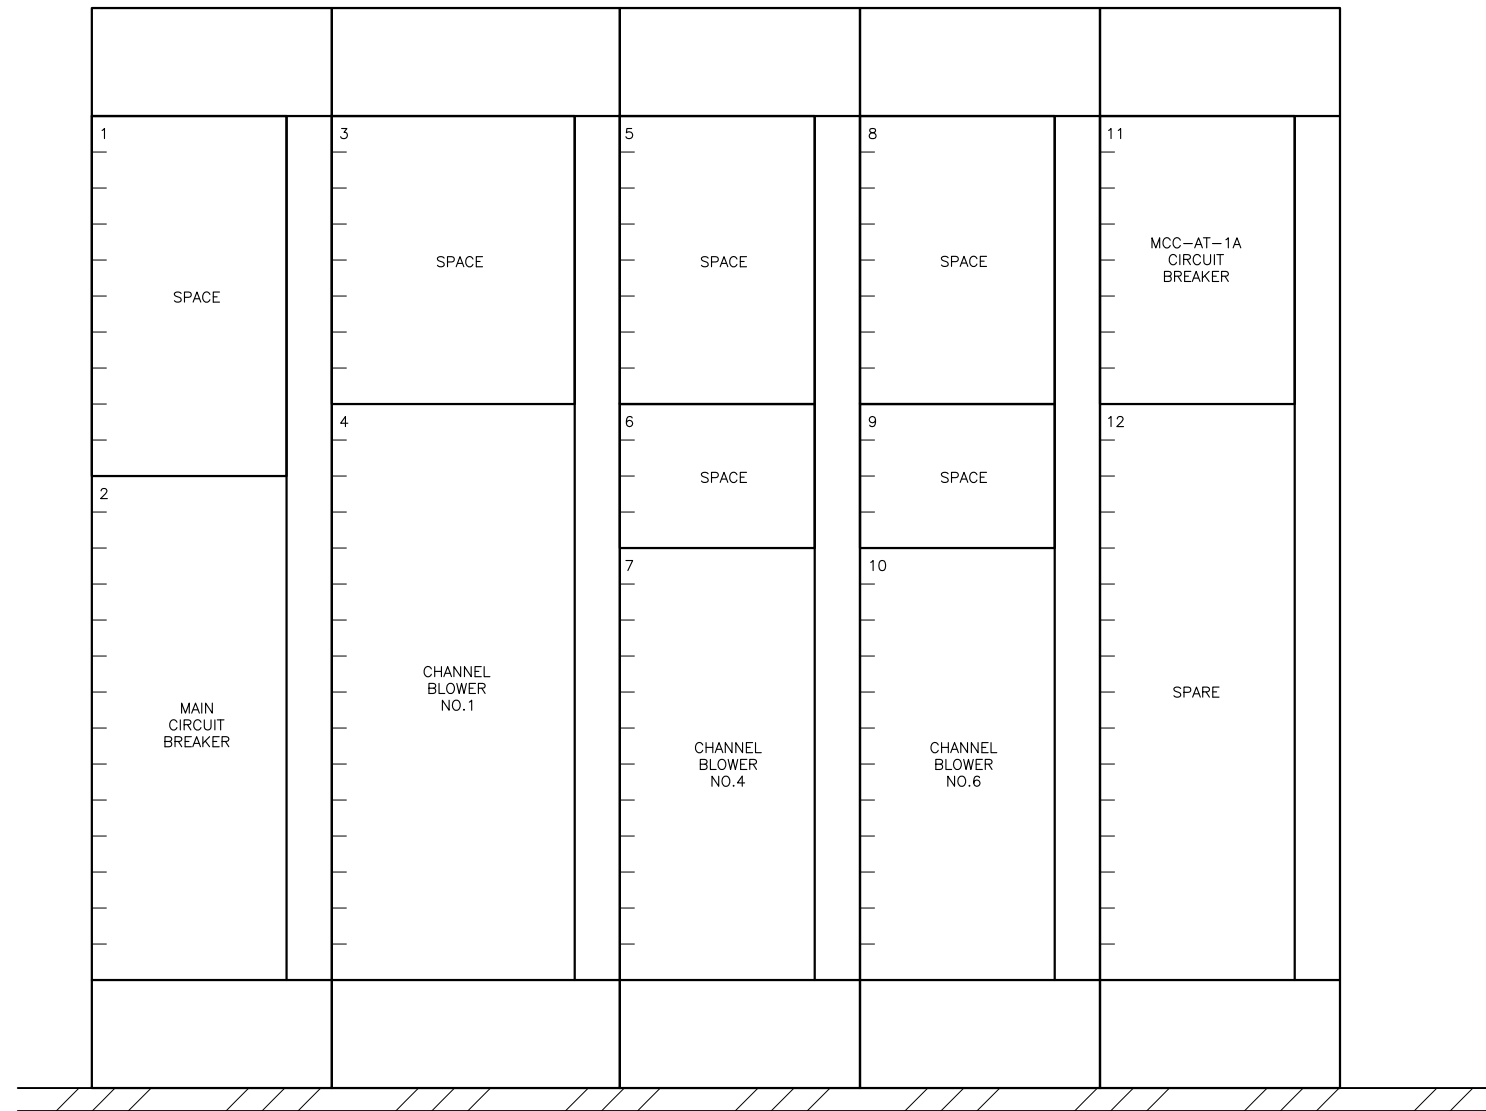 1
SPACE
2
MAIN
CIRCUIT
BREAKER
3
SPACE
4
CHANNEL
BLOWER
NO.1
5
SPACE
6
SPACE
7
CHANNEL
BLOWER
NO.4
8
SPACE
9
SPACE
10
CHANNEL
BLOWER
NO.6
11
MCC-AT-1A
CIRCUIT
BREAKER
12
SPARE